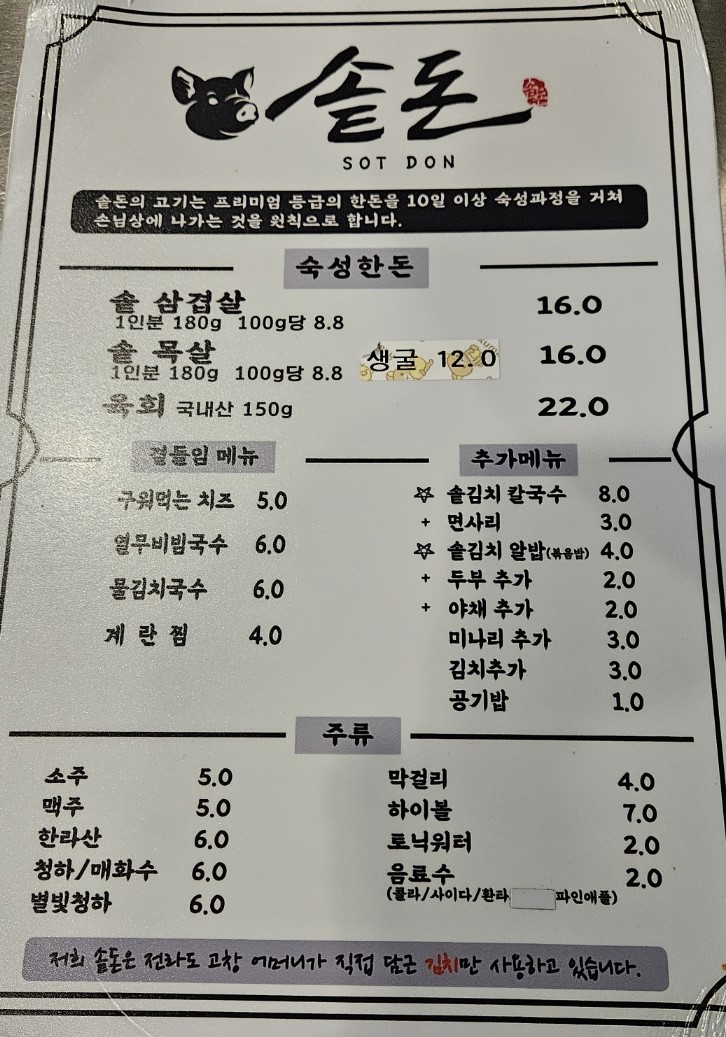 솥돈
SOT DON
솥돈의 고기는 프리미엄 등급의 한돈을 10일 이상 숙성과정을 거쳐
손님상에 나가는 것을 원칙으로 합니다.
숙성한돈
솥 삼겹살 16.0
1인분 180g 100g당 8.8
솥 목살 16.0
1인분 180g 100g당 8.8
생굴 12.0
육회 국내산 150g 22.0
곁들임 메뉴
구워먹는 치즈 5.0
열무비빔국수 6.0
물김치국수 6.0
계 란 찜 4.0
추가메뉴
☆ 솥김치 칼국수 8.0
+ 면사리 3.0
☆ 솥김치 알밥(볶음밥) 4.0
+ 두부 추가 2.0
+ 야채 추가 2.0
미나리 추가 3.0
김치추가 3.0
공기밥 1.0
주류
소주 5.0
맥주 5.0
한라산 6.0
청하/매화수 6.0
별빛청하 6.0
막걸리 4.0
하이볼 7.0
토닉워터 2.0
음료수 2.0
(콜라/사이다/환타 파인애플)
저희 솥돈은 전라도 고창 어머니가 직접 담근 김치만 사용하고 있습니다.